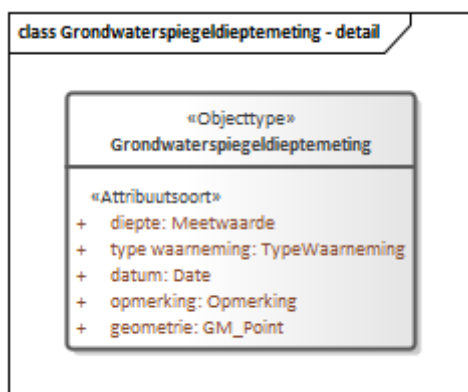 class Grondwaterspiegeldieptemeting - detail
«Objecttype»
Grondwaterspiegeldieptemeting
«Attribuutsoort»
+ diepte: Meetwaarde
+ type waarneming: TypeWaarneming
+ datum: Date
+ opmerking: Opmerking
+ geometrie: GM_Point